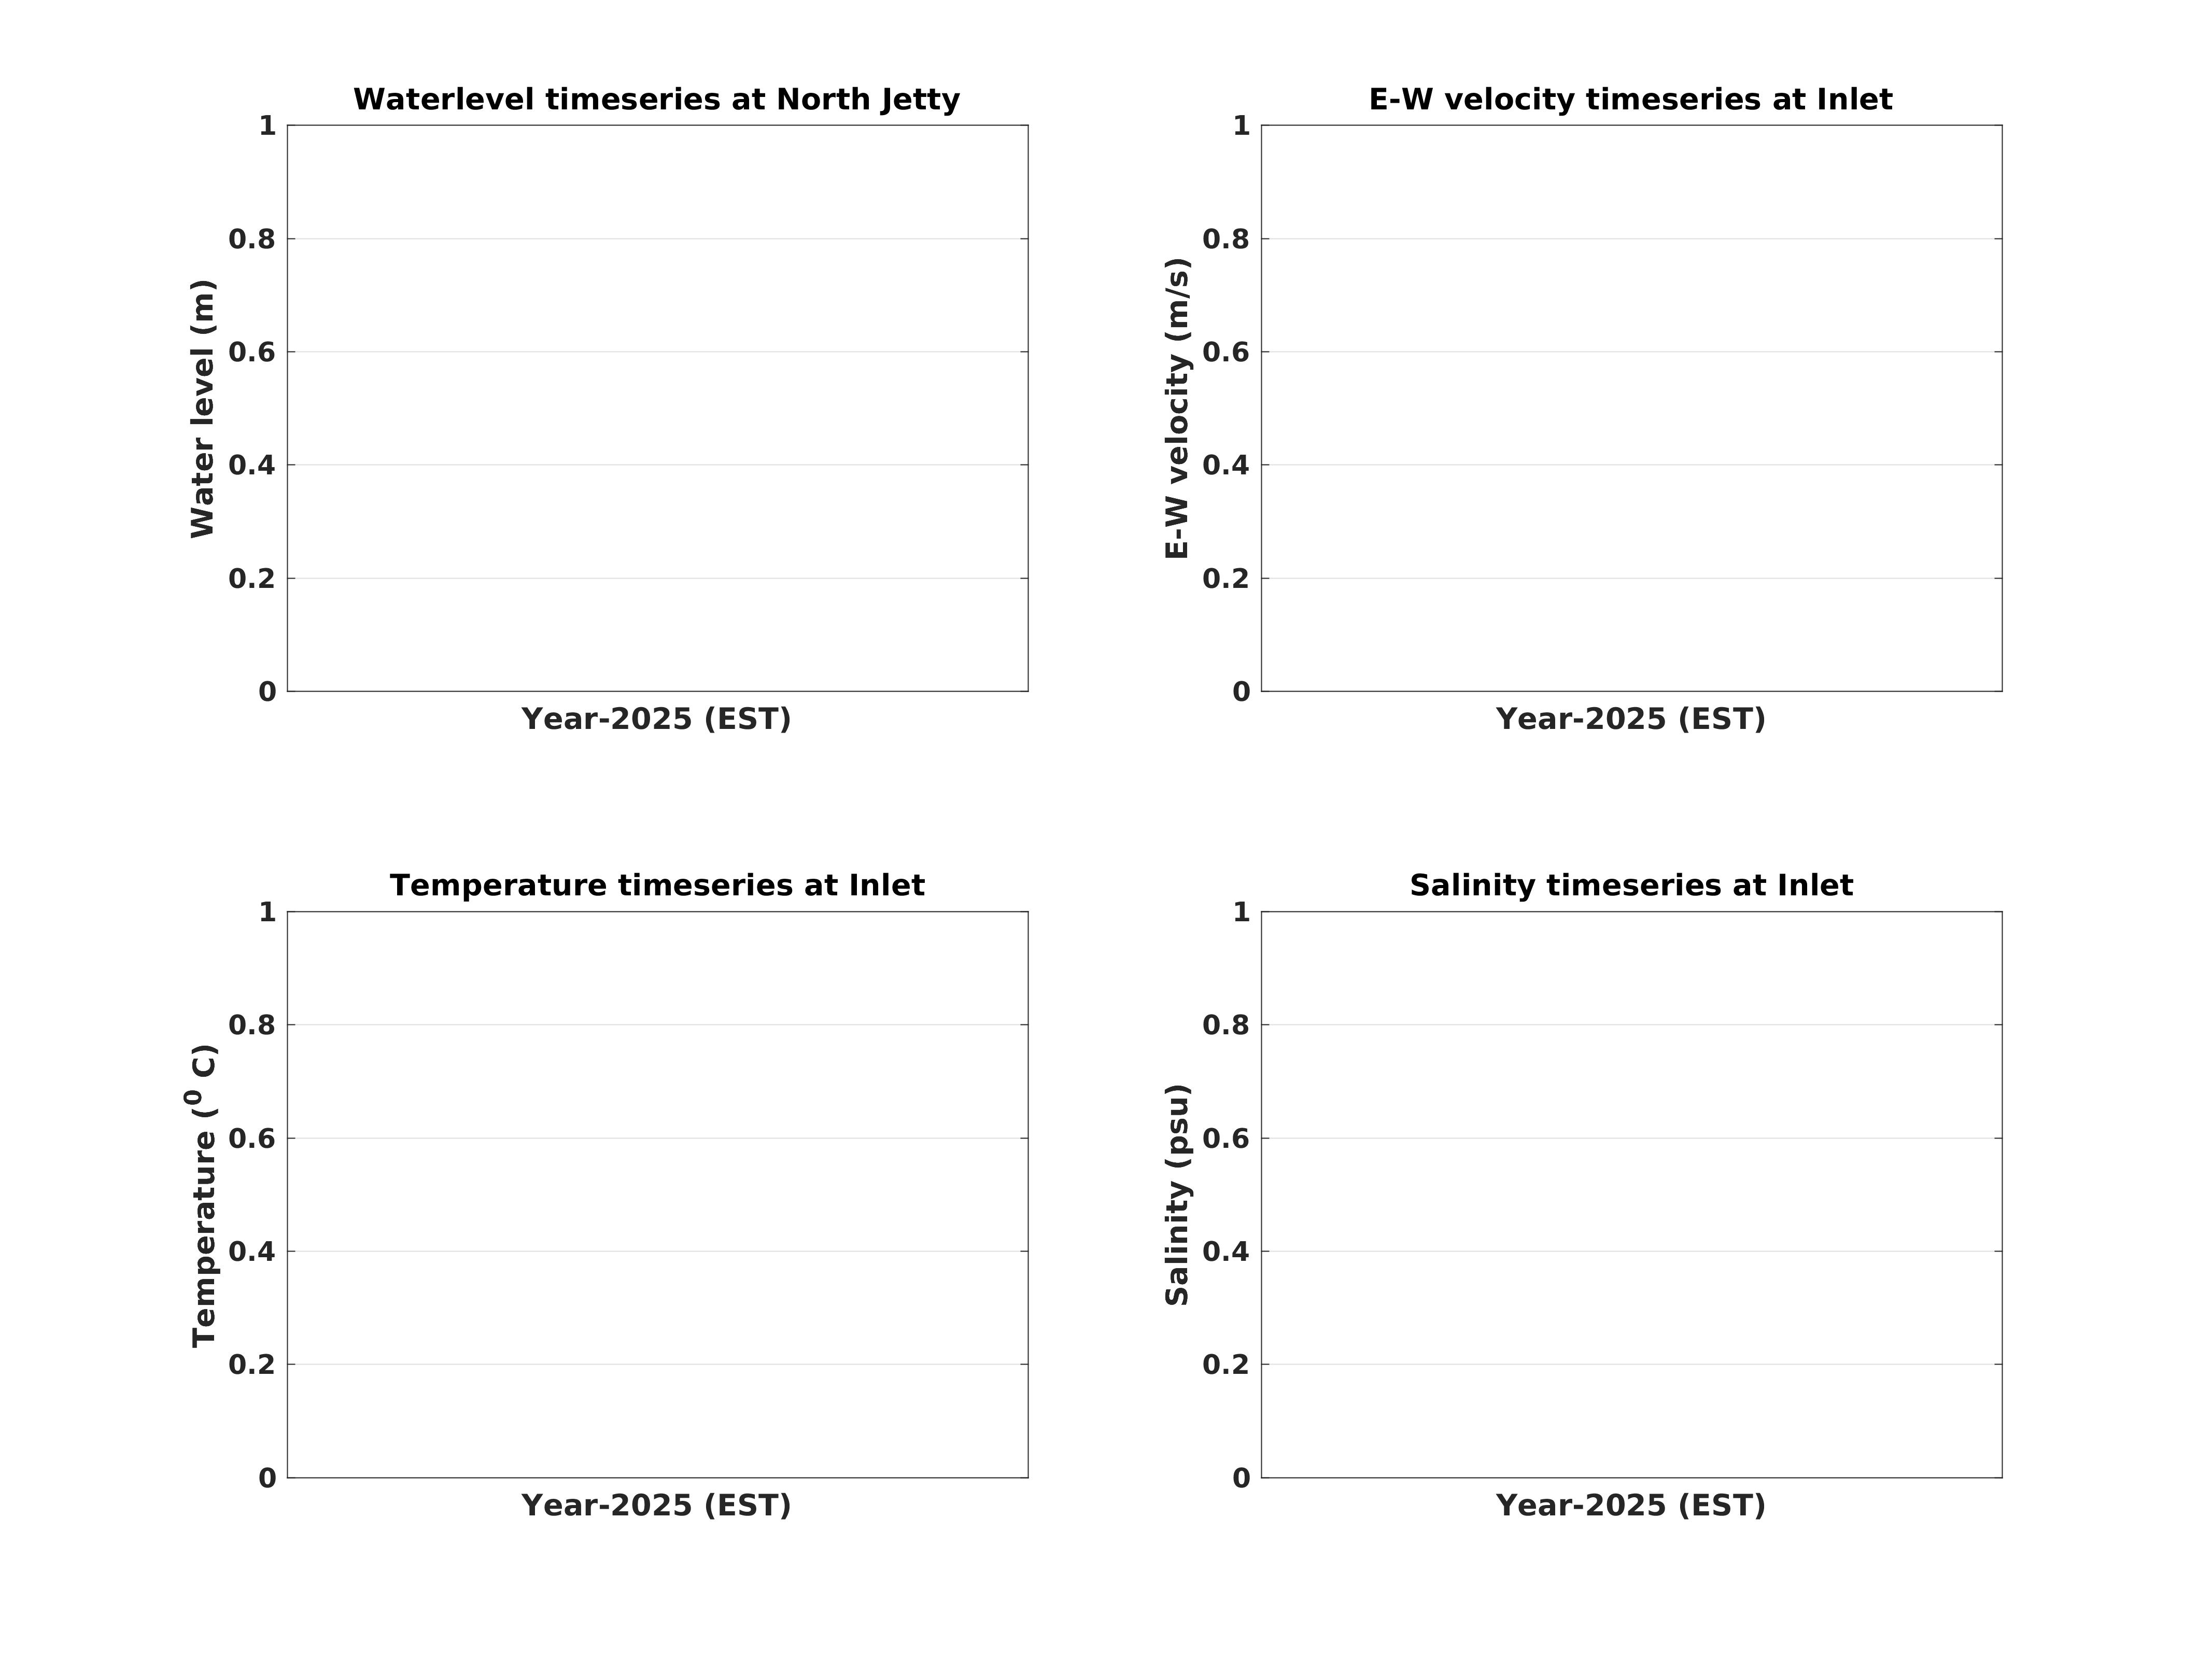 Waterlevel timeseries at North Jetty
1
0.8
0.6
0.4
0.2
0
Water level (m)
Year-2025 (EST)
E-W velocity timeseries at Inlet
1
0.8
0.6
0.4
0.2
0
E-W velocity (m/s)
Year-2025 (EST)
Temperature timeseries at Inlet
1
0.8
0.6
0.4
0.2
0
Temperature (⁰ C)
Year-2025 (EST)
Salinity timeseries at Inlet
1
0.8
0.6
0.4
0.2
0
Salinity (psu)
Year-2025 (EST)